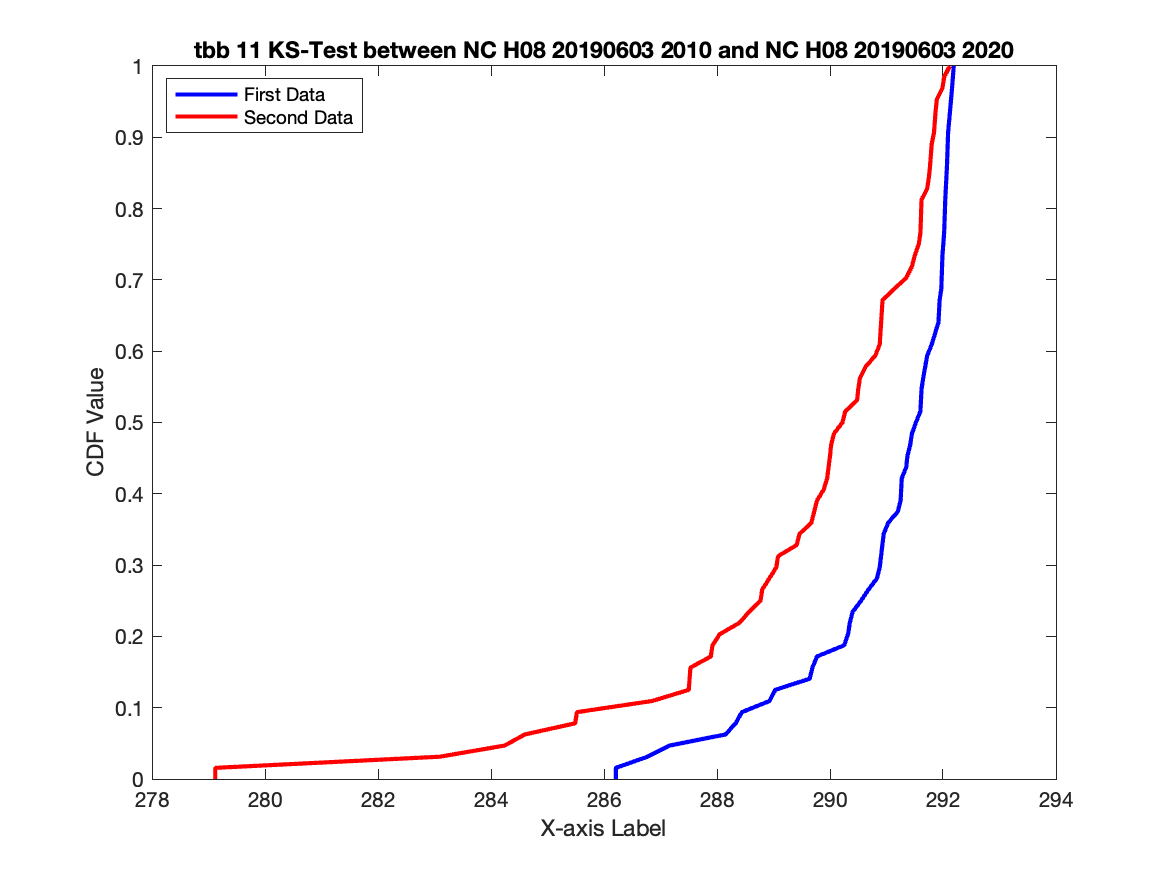 tbb 11 KS-Test between NC H08 20190603 2010 and NC H08 20190603 2020
First Data
Second Data
1
0.9
0.8
0.7
0.6
0.5
0.4
0.3
0.2
0.1
0
CDF Value
278 280 282 284 286 288 290 292 294
X-axis Label